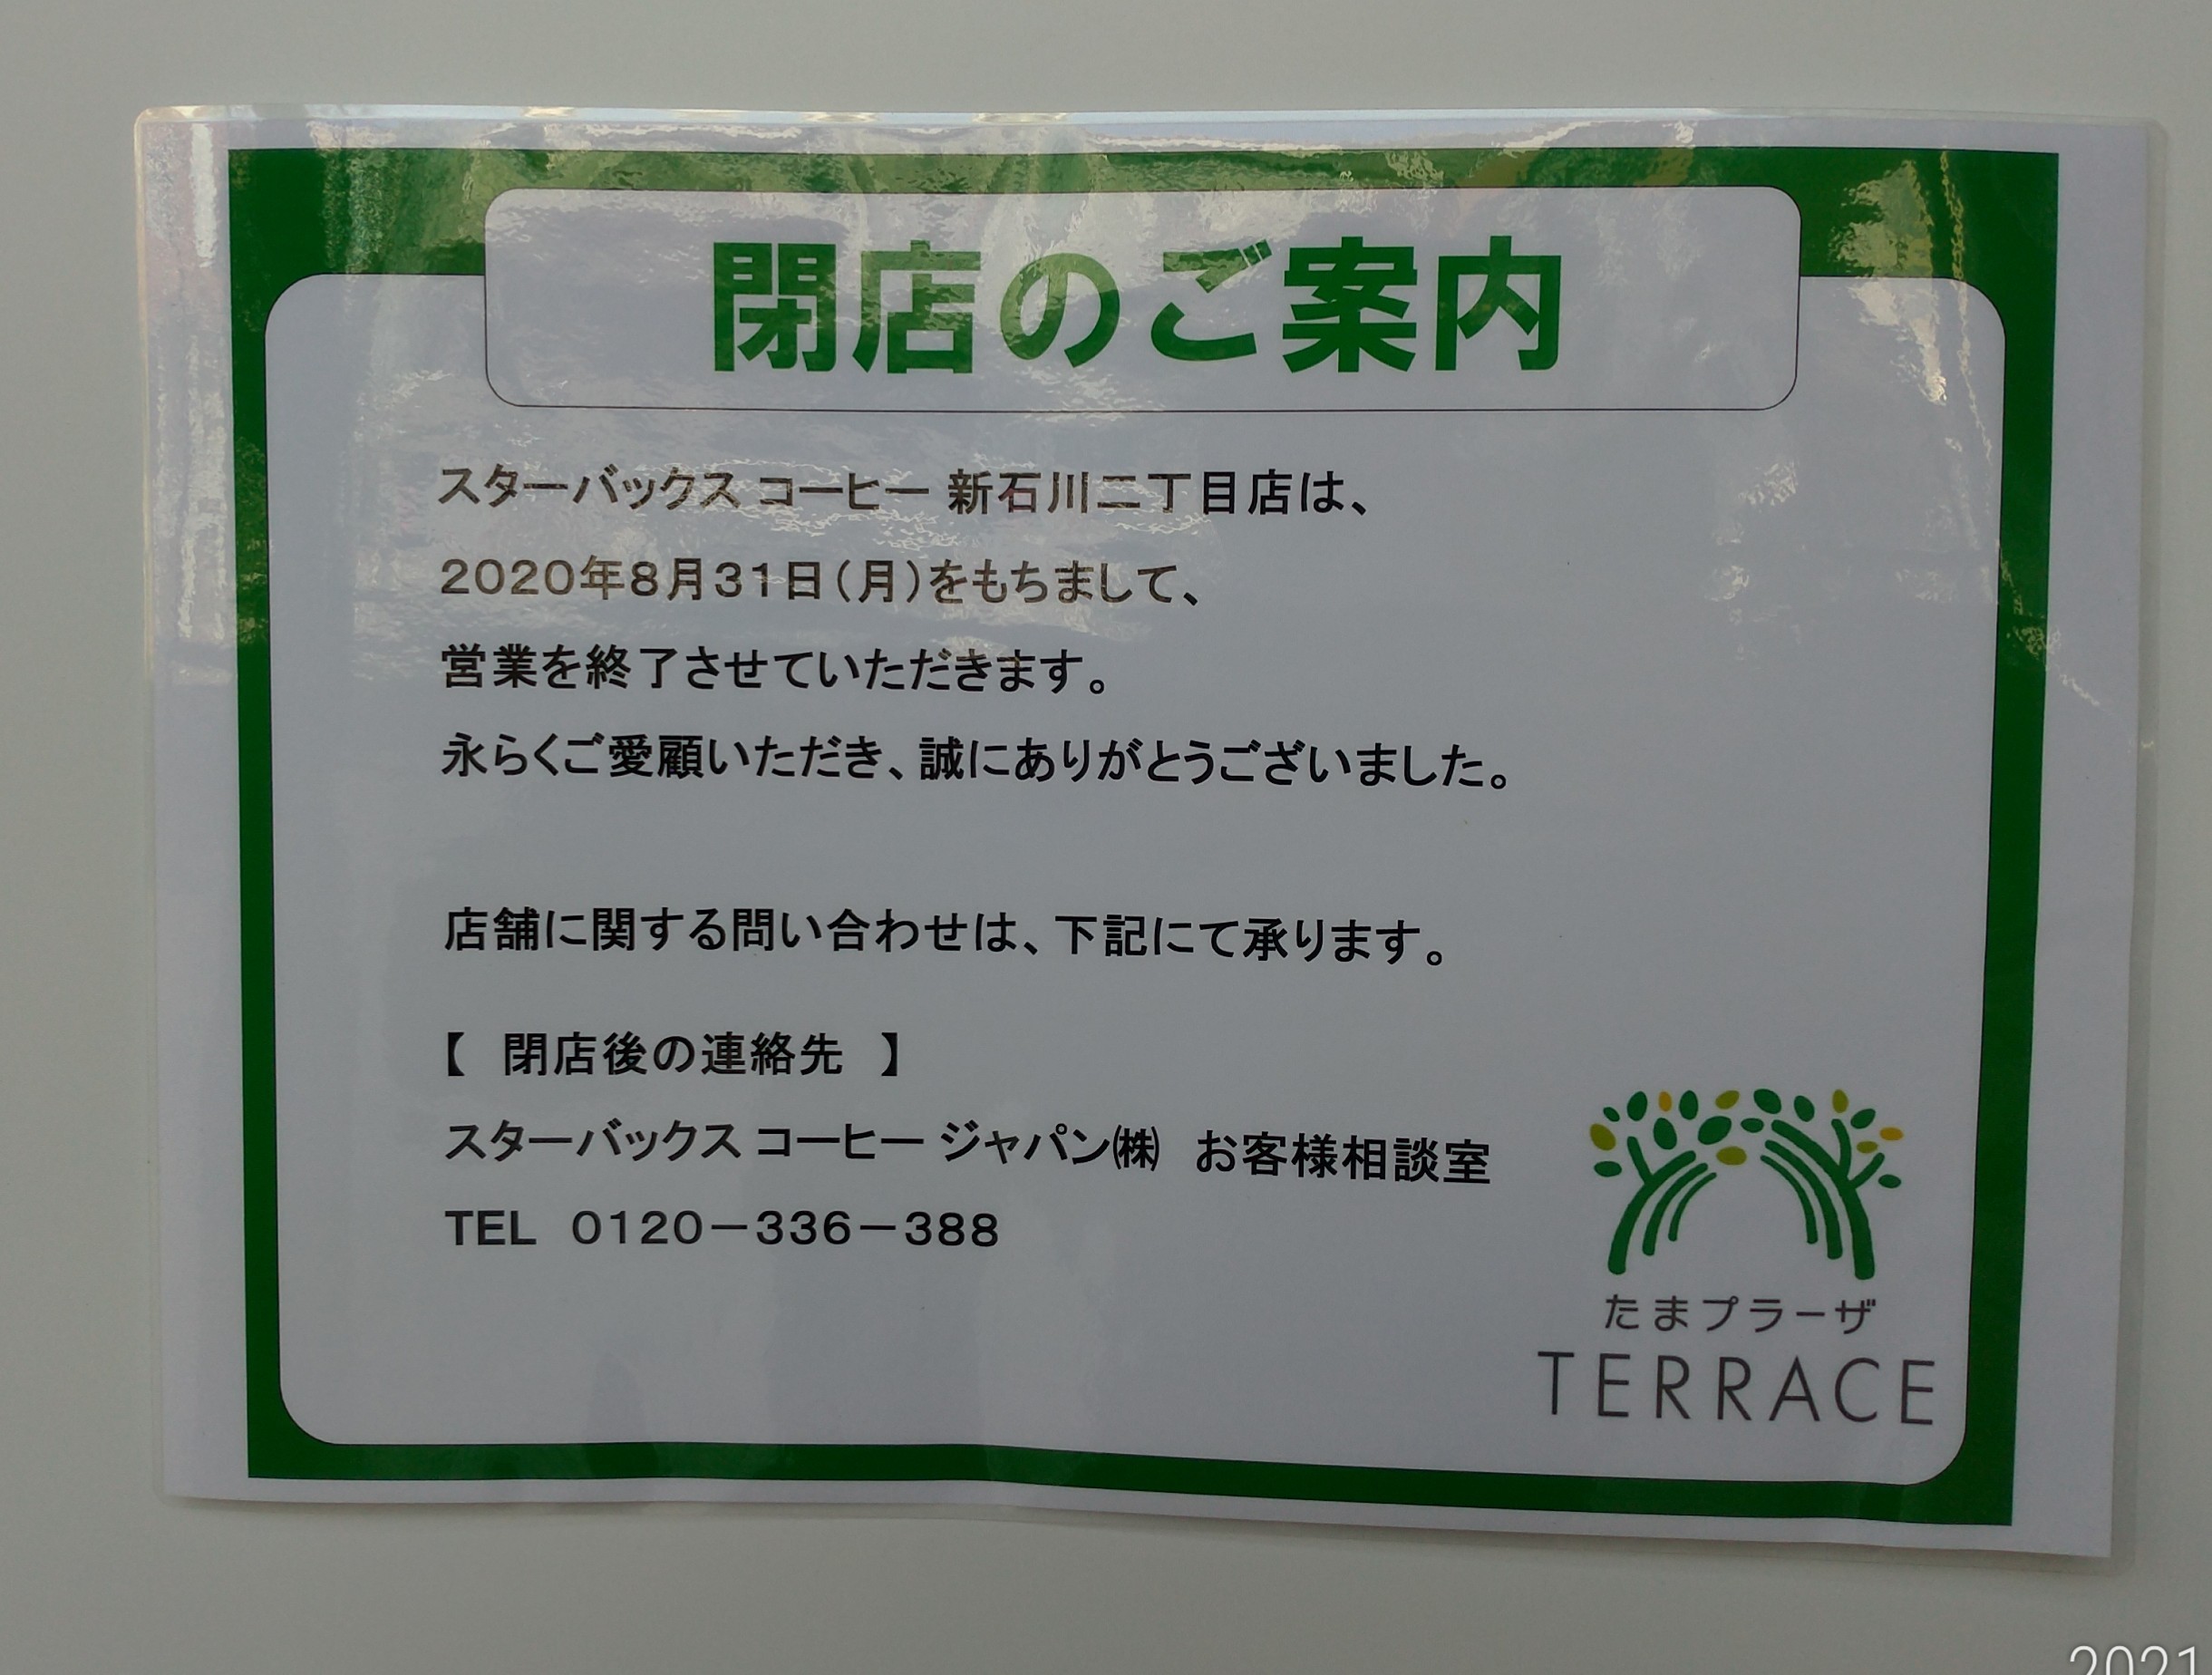 閉店のご案内
スターバックス コーヒー 新石川二丁目店は、
2020年8月31日(月)をもちまして、
営業を終了させていただきます。
永らくご愛顧いただき、誠にありがとうございました。
店舗に関する問い合わせは、下記にて承ります。
【 閉店後の連絡先 】
スターバックス コーヒー ジャパン㈱ お客様相談室
TEL 0120－336－388
たまプラーザ
TERRACE
2021